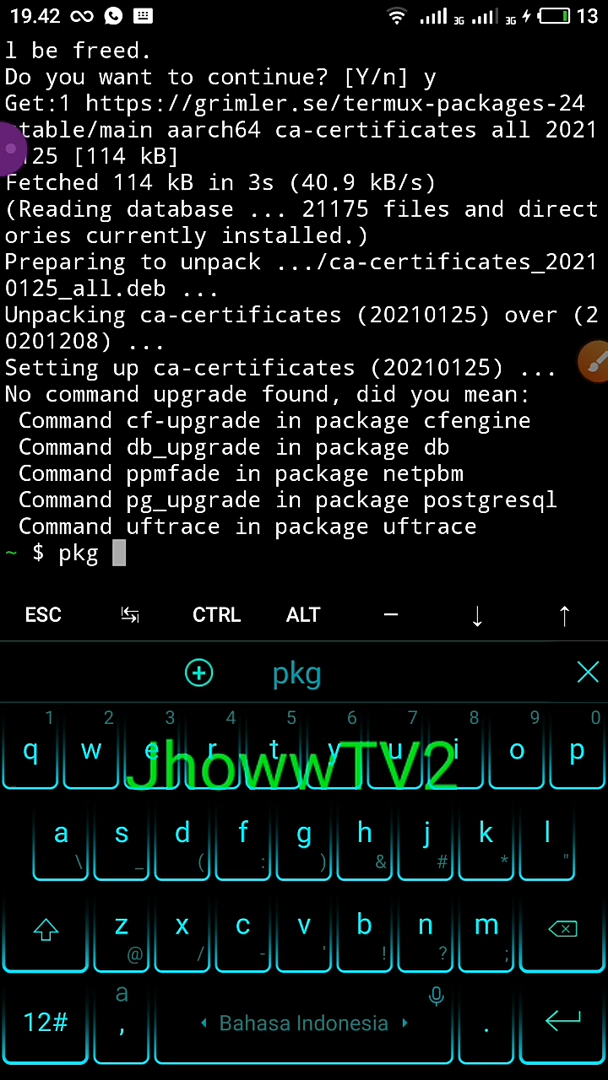 19.42 3G 3G 13
l be freed.
Do you want to continue? [Y/n] y
Get:1 https://grimler.se/termux-packages-24
table/main aarch64 ca-certificates all 2021
125 [114 kB]
Fetched 114 kB in 3s (40.9 kB/s)
(Reading database ... 21175 files and direct
ories currently installed.)
Preparing to unpack .../ca-certificates_2021
0125_all.deb ...
Unpacking ca-certificates (20210125) over (2
0201208) ...
Setting up ca-certificates (20210125) ...
No command upgrade found, did you mean:
Command cf-upgrade in package cfengine
Command db_upgrade in package db
Command ppmfade in package netpbm
Command pg_upgrade in package postgresql
Command uftrace in package uftrace
~ $ pkg
ESC CTRL ALT —
pkg
1 2 3 4 5 6 7 8 9 0
q w e r t y u i o p
JhowwTV2
a s d f g h j k l
\ _ ( : ) & # * "
z x c v b n m
@ / - ' ! ? ;
a
12# , Bahasa Indonesia .